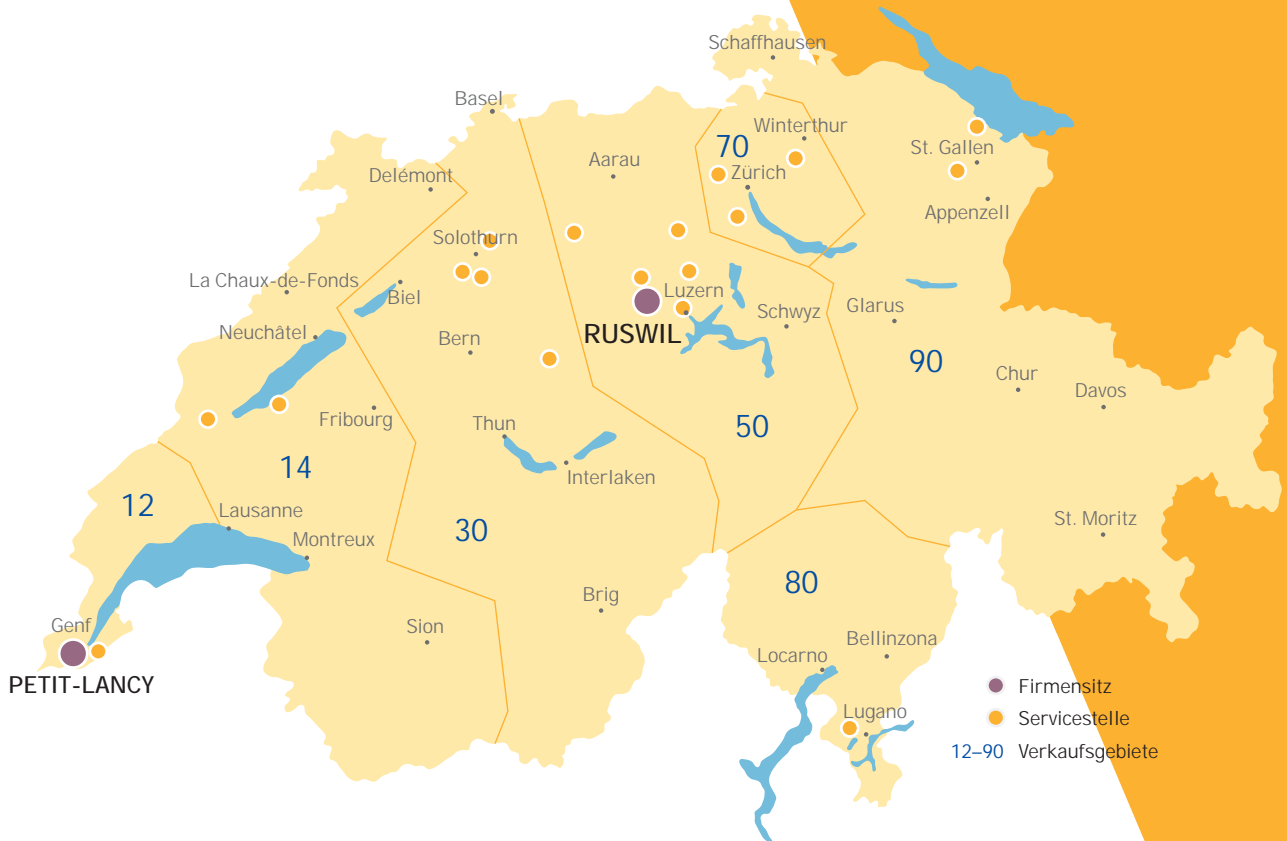 Schaffhausen
Basel
Winterthur
70
St. Gallen
Aarau
Zürich
Delémont
Appenzell
Solothurn
La Chaux-de-Fonds
Biel
Luzern
Glarus
Schwyz
Neuchâtel
RUSWIL
Bern
90
Chur
Davos
Fribourg
Thun
50
14
Interlaken
12
Lausanne
St. Moritz
30
Montreux
80
Brig
Genf
Sion
Bellinzona
Locarno
PETIT-LANCY
Firmensitz
Lugano
Servicestelle
12–90 Verkaufsgebiete